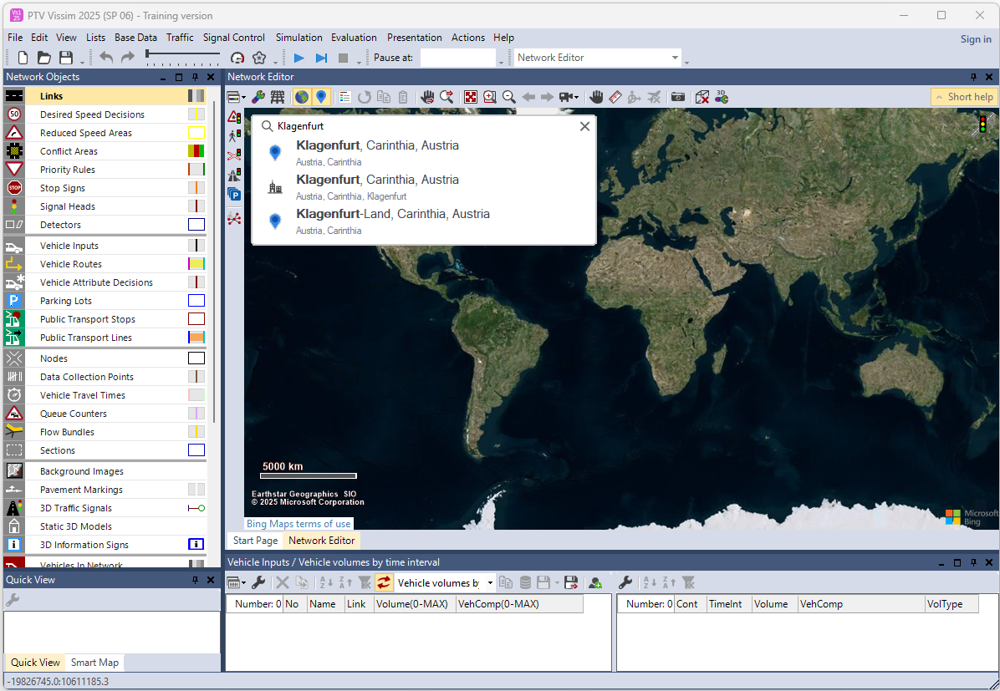 PTV Vissim 2025 (SP 06) - Training version
File Edit View Lists Base Data Traffic Signal Control Simulation Evaluation Presentation Actions Help
Sign in
Pause at:
Network Editor
Network Objects
Links
50
Desired Speed Decisions
Reduced Speed Areas
Conflict Areas
Priority Rules
STOP
Stop Signs
Signal Heads
Detectors
Vehicle Inputs
Vehicle Routes
Vehicle Attribute Decisions
P
Parking Lots
Public Transport Stops
Public Transport Lines
Nodes
Data Collection Points
Vehicle Travel Times
Queue Counters
Flow Bundles
Sections
Background Images
Pavement Markings
3D Traffic Signals
Static 3D Models
3D Information Signs
Vehicles In Network
Quick View
Quick View Smart Map
Network Editor
3D
Short help
Klagenfurt
Klagenfurt, Carinthia, Austria
Austria, Carinthia
Klagenfurt, Carinthia, Austria
Austria, Carinthia, Klagenfurt
Klagenfurt-Land, Carinthia, Austria
Austria, Carinthia
5000 km
Earthstar Geographics SIO
© 2025 Microsoft Corporation
Microsoft
Bing
Bing Maps terms of use
Start Page Network Editor
Vehicle Inputs / Vehicle volumes by time interval
Vehicle volumes by
Number: 0 No Name Link Volume(0-MAX) VehComp(0-MAX)
Number: 0 Cont TimeInt Volume VehComp VolType
-19826745.0:10611185.3